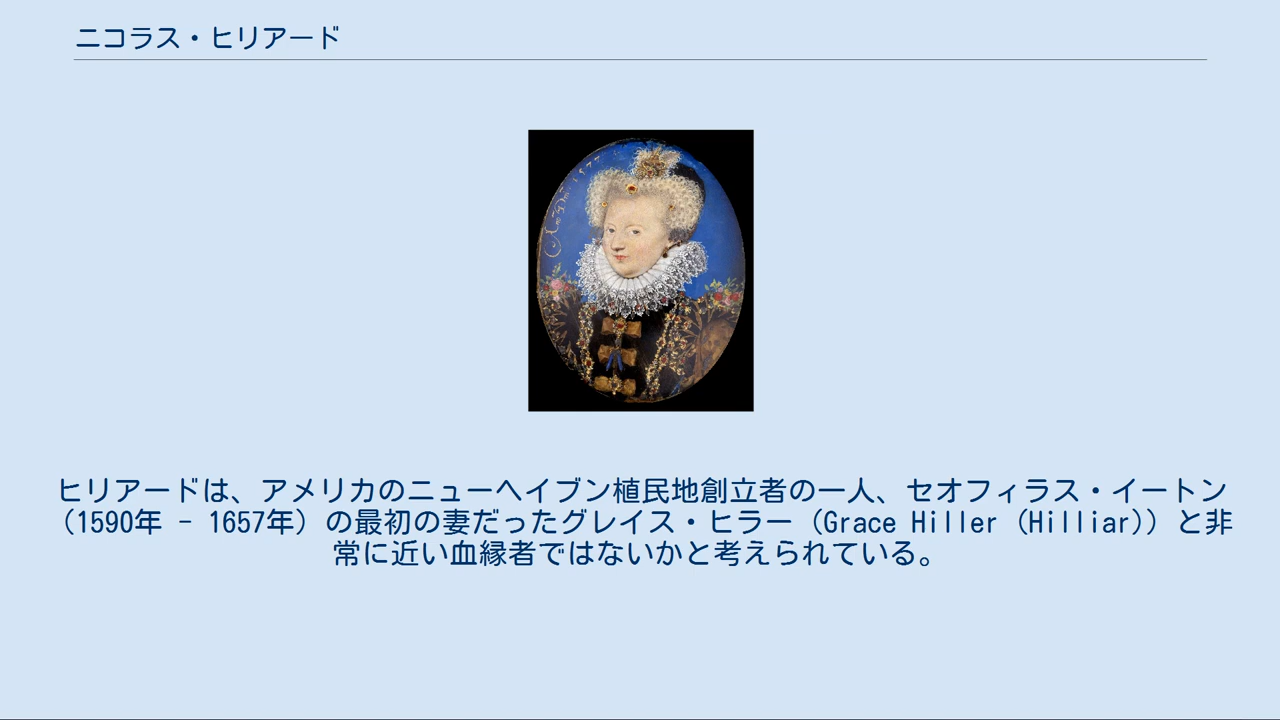 ニコラス・ヒリアード
ヒリアードは、アメリカのニューヘイブン植民地創立者の一人、セオフィラス・イートン
（1590年 - 1657年）の最初の妻だったグレイス・ヒラー（Grace Hiller (Hilliar)）と非
常に近い血縁者ではないかと考えられている。